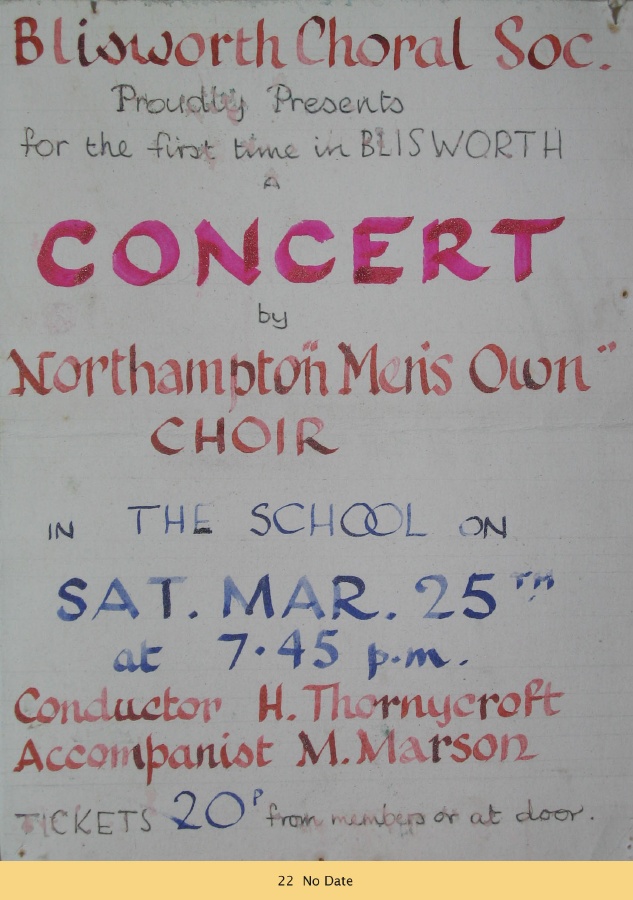 Blisworth Choral Soc.
Proudly Presents
for the first time in BLISWORTH
A
CONCERT
by
Northampton "Men's Own"
CHOIR
IN THE SCHOOL ON
SAT. MAR. 25TH
at 7·45 p.m.
Conductor H. Thornycroft
Accompanist M. Marson
TICKETS 20P from members or at door.
22 No Date